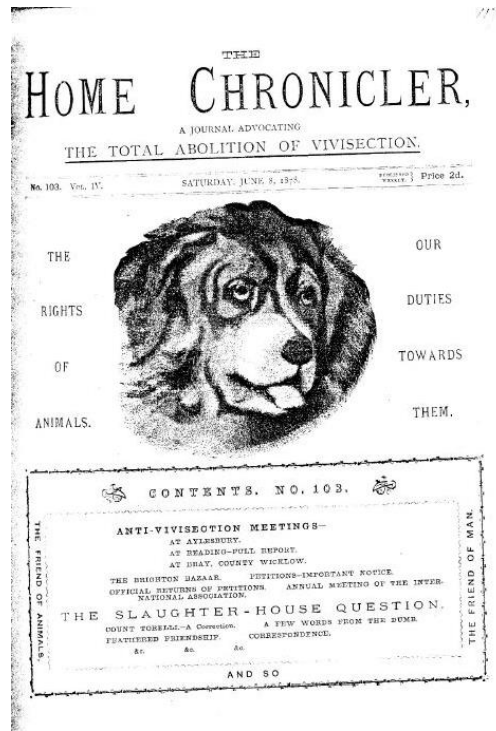 THE
HOME CHRONICLER,
A JOURNAL ADVOCATING
THE TOTAL ABOLITION OF VIVISECTION.
No. 103. VOL. IV. SATURDAY, JUNE 8, 1878. PUBLISHED WEEKLY. Price 2d.
THE
RIGHTS
OF
ANIMALS.
OUR
DUTIES
TOWARDS
THEM.
CONTENTS. NO. 103.
ANTI-VIVISECTION MEETINGS—
AT AYLESBURY.
AT READING—FULL REPORT.
AT BRAY, COUNTY WICKLOW.
THE BRIGHTON BAZAAR. PETITIONS—IMPORTANT NOTICE.
OFFICIAL RETURNS OF PETITIONS. ANNUAL MEETING OF THE INTER-
NATIONAL ASSOCIATION.
THE SLAUGHTER-HOUSE QUESTION.
COUNT TORELLI.—A Correction. A FEW WORDS FROM THE DUMB.
FEATHERED FRIENDSHIP. CORRESPONDENCE.
&c. &c. &c.
THE FRIEND OF ANIMALS,
AND SO
THE FRIEND OF MAN.